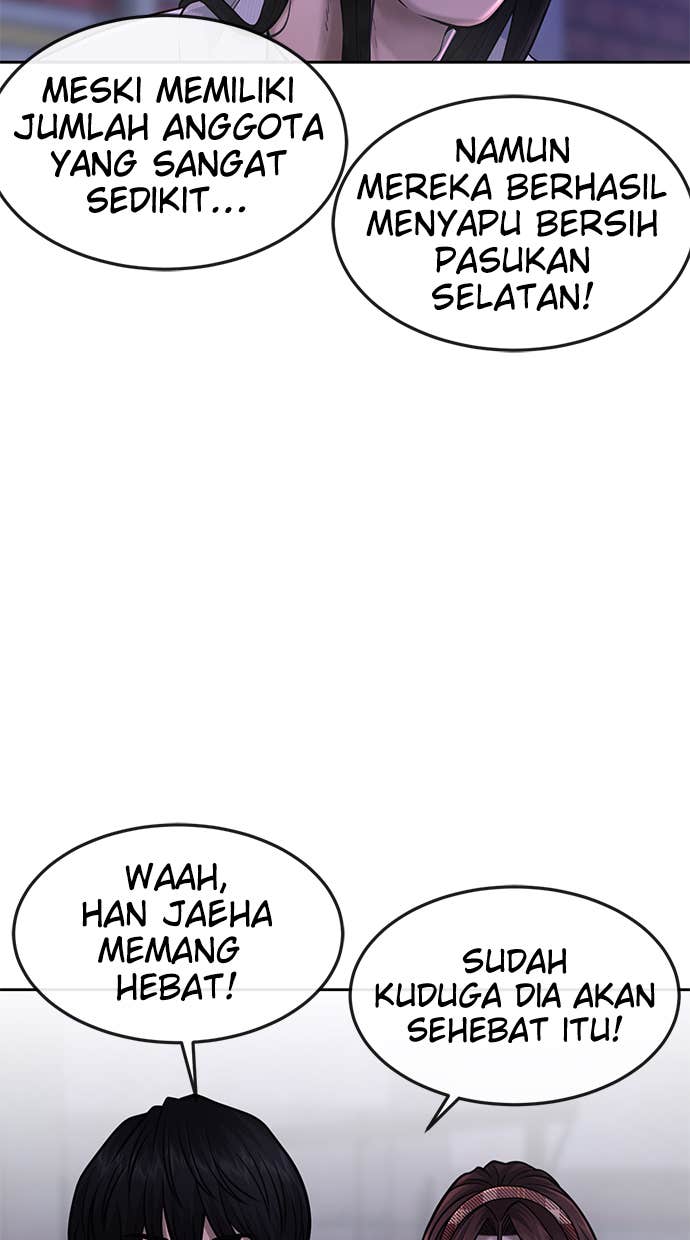 MESKI MEMILIKI
JUMLAH ANGGOTA
YANG SANGAT
SEDIKIT...
NAMUN
MEREKA BERHASIL
MENYAPU BERSIH
PASUKAN
SELATAN!
WAAH,
HAN JAEHA
MEMANG
HEBAT!
SUDAH
KUDUGA DIA AKAN
SEHEBAT ITU!